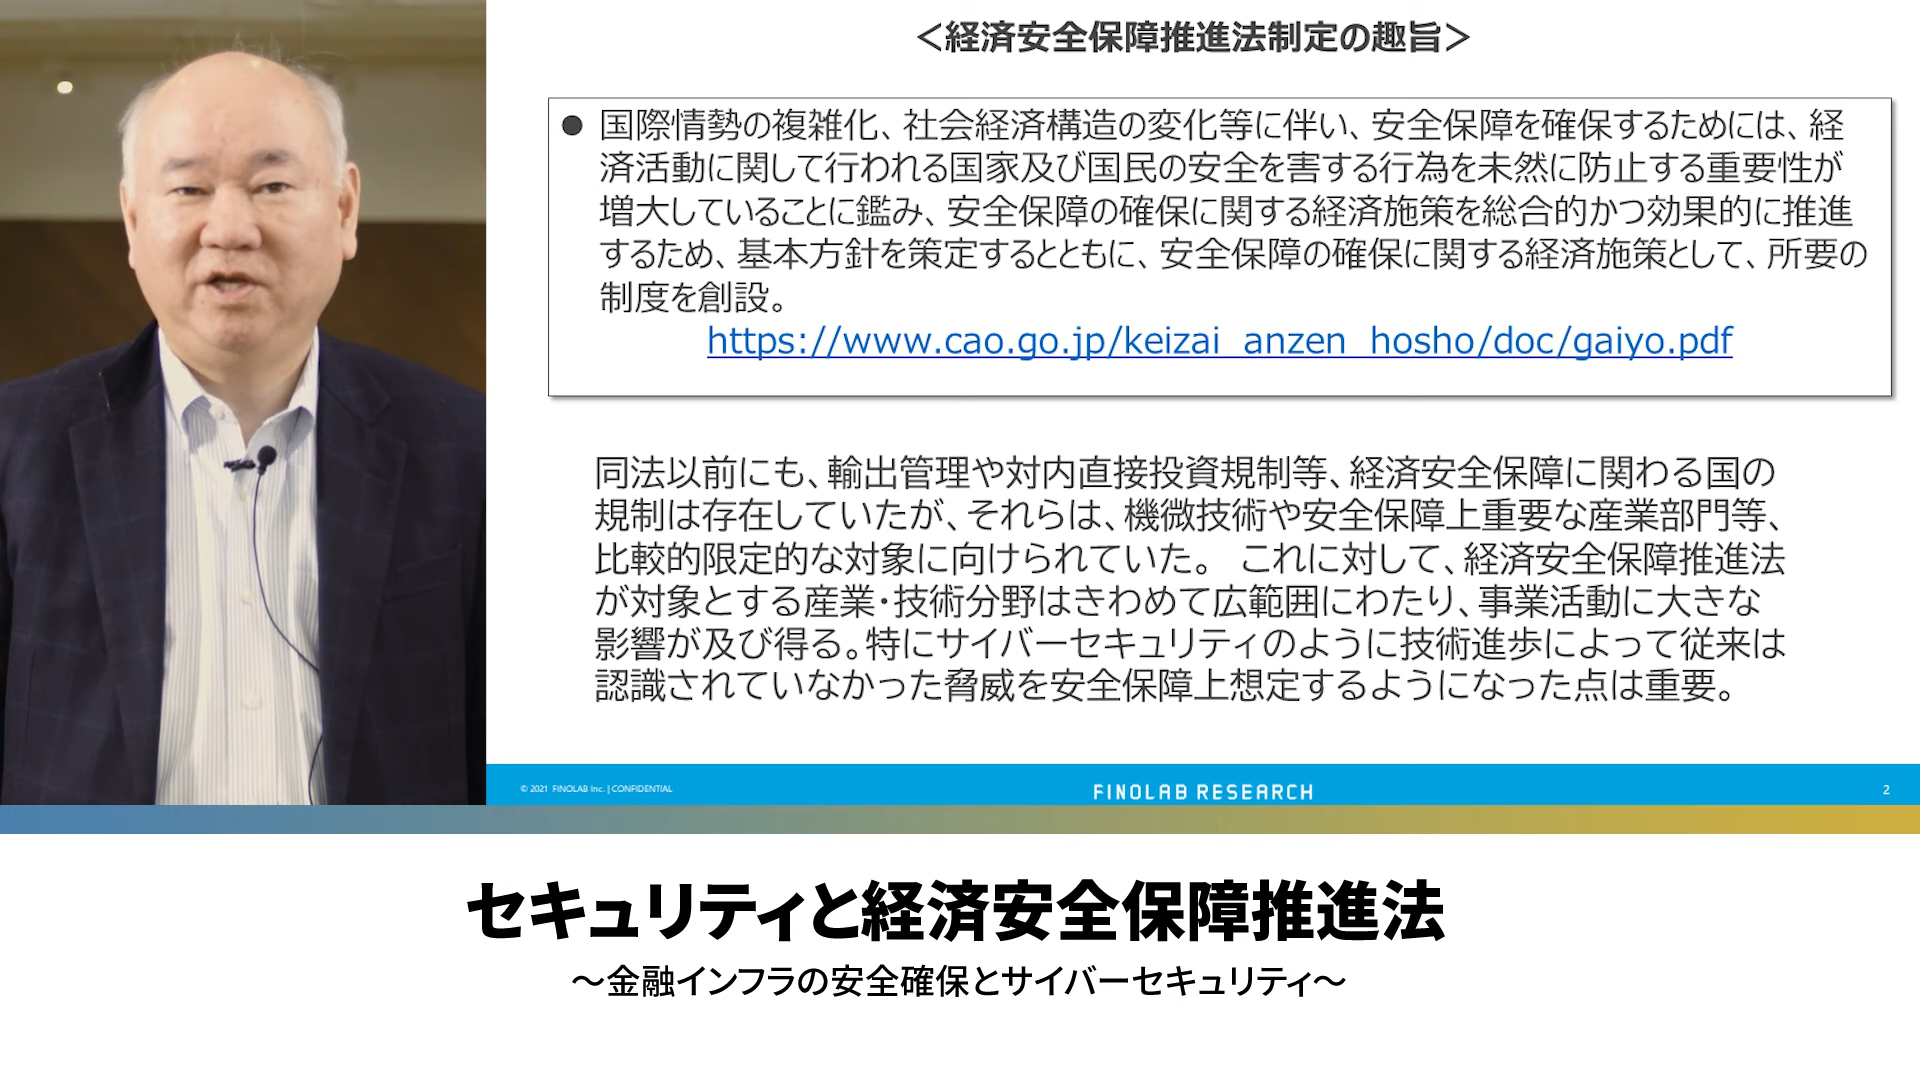 ＜経済安全保障推進法制定の趣旨＞
● 国際情勢の複雑化、社会経済構造の変化等に伴い、安全保障を確保するためには、経
済活動に関して行われる国家及び国民の安全を害する行為を未然に防止する重要性が
増大していることに鑑み、安全保障の確保に関する経済施策を総合的かつ効果的に推進
するため、基本方針を策定するとともに、安全保障の確保に関する経済施策として、所要の
制度を創設。
https://www.cao.go.jp/keizai_anzen_hosho/doc/gaiyo.pdf
同法以前にも、輸出管理や対内直接投資規制等、経済安全保障に関わる国の
規制は存在していたが、それらは、機微技術や安全保障上重要な産業部門等、
比較的限定的な対象に向けられていた。 これに対して、経済安全保障推進法
が対象とする産業・技術分野はきわめて広範囲にわたり、事業活動に大きな
影響が及び得る。特にサイバーセキュリティのように技術進歩によって従来は
認識されていなかった脅威を安全保障上想定するようになった点は重要。
© 2021 FINOLAB Inc. | CONFIDENTIAL
FINOLAB RESEARCH
2
セキュリティと経済安全保障推進法
～金融インフラの安全確保とサイバーセキュリティ～